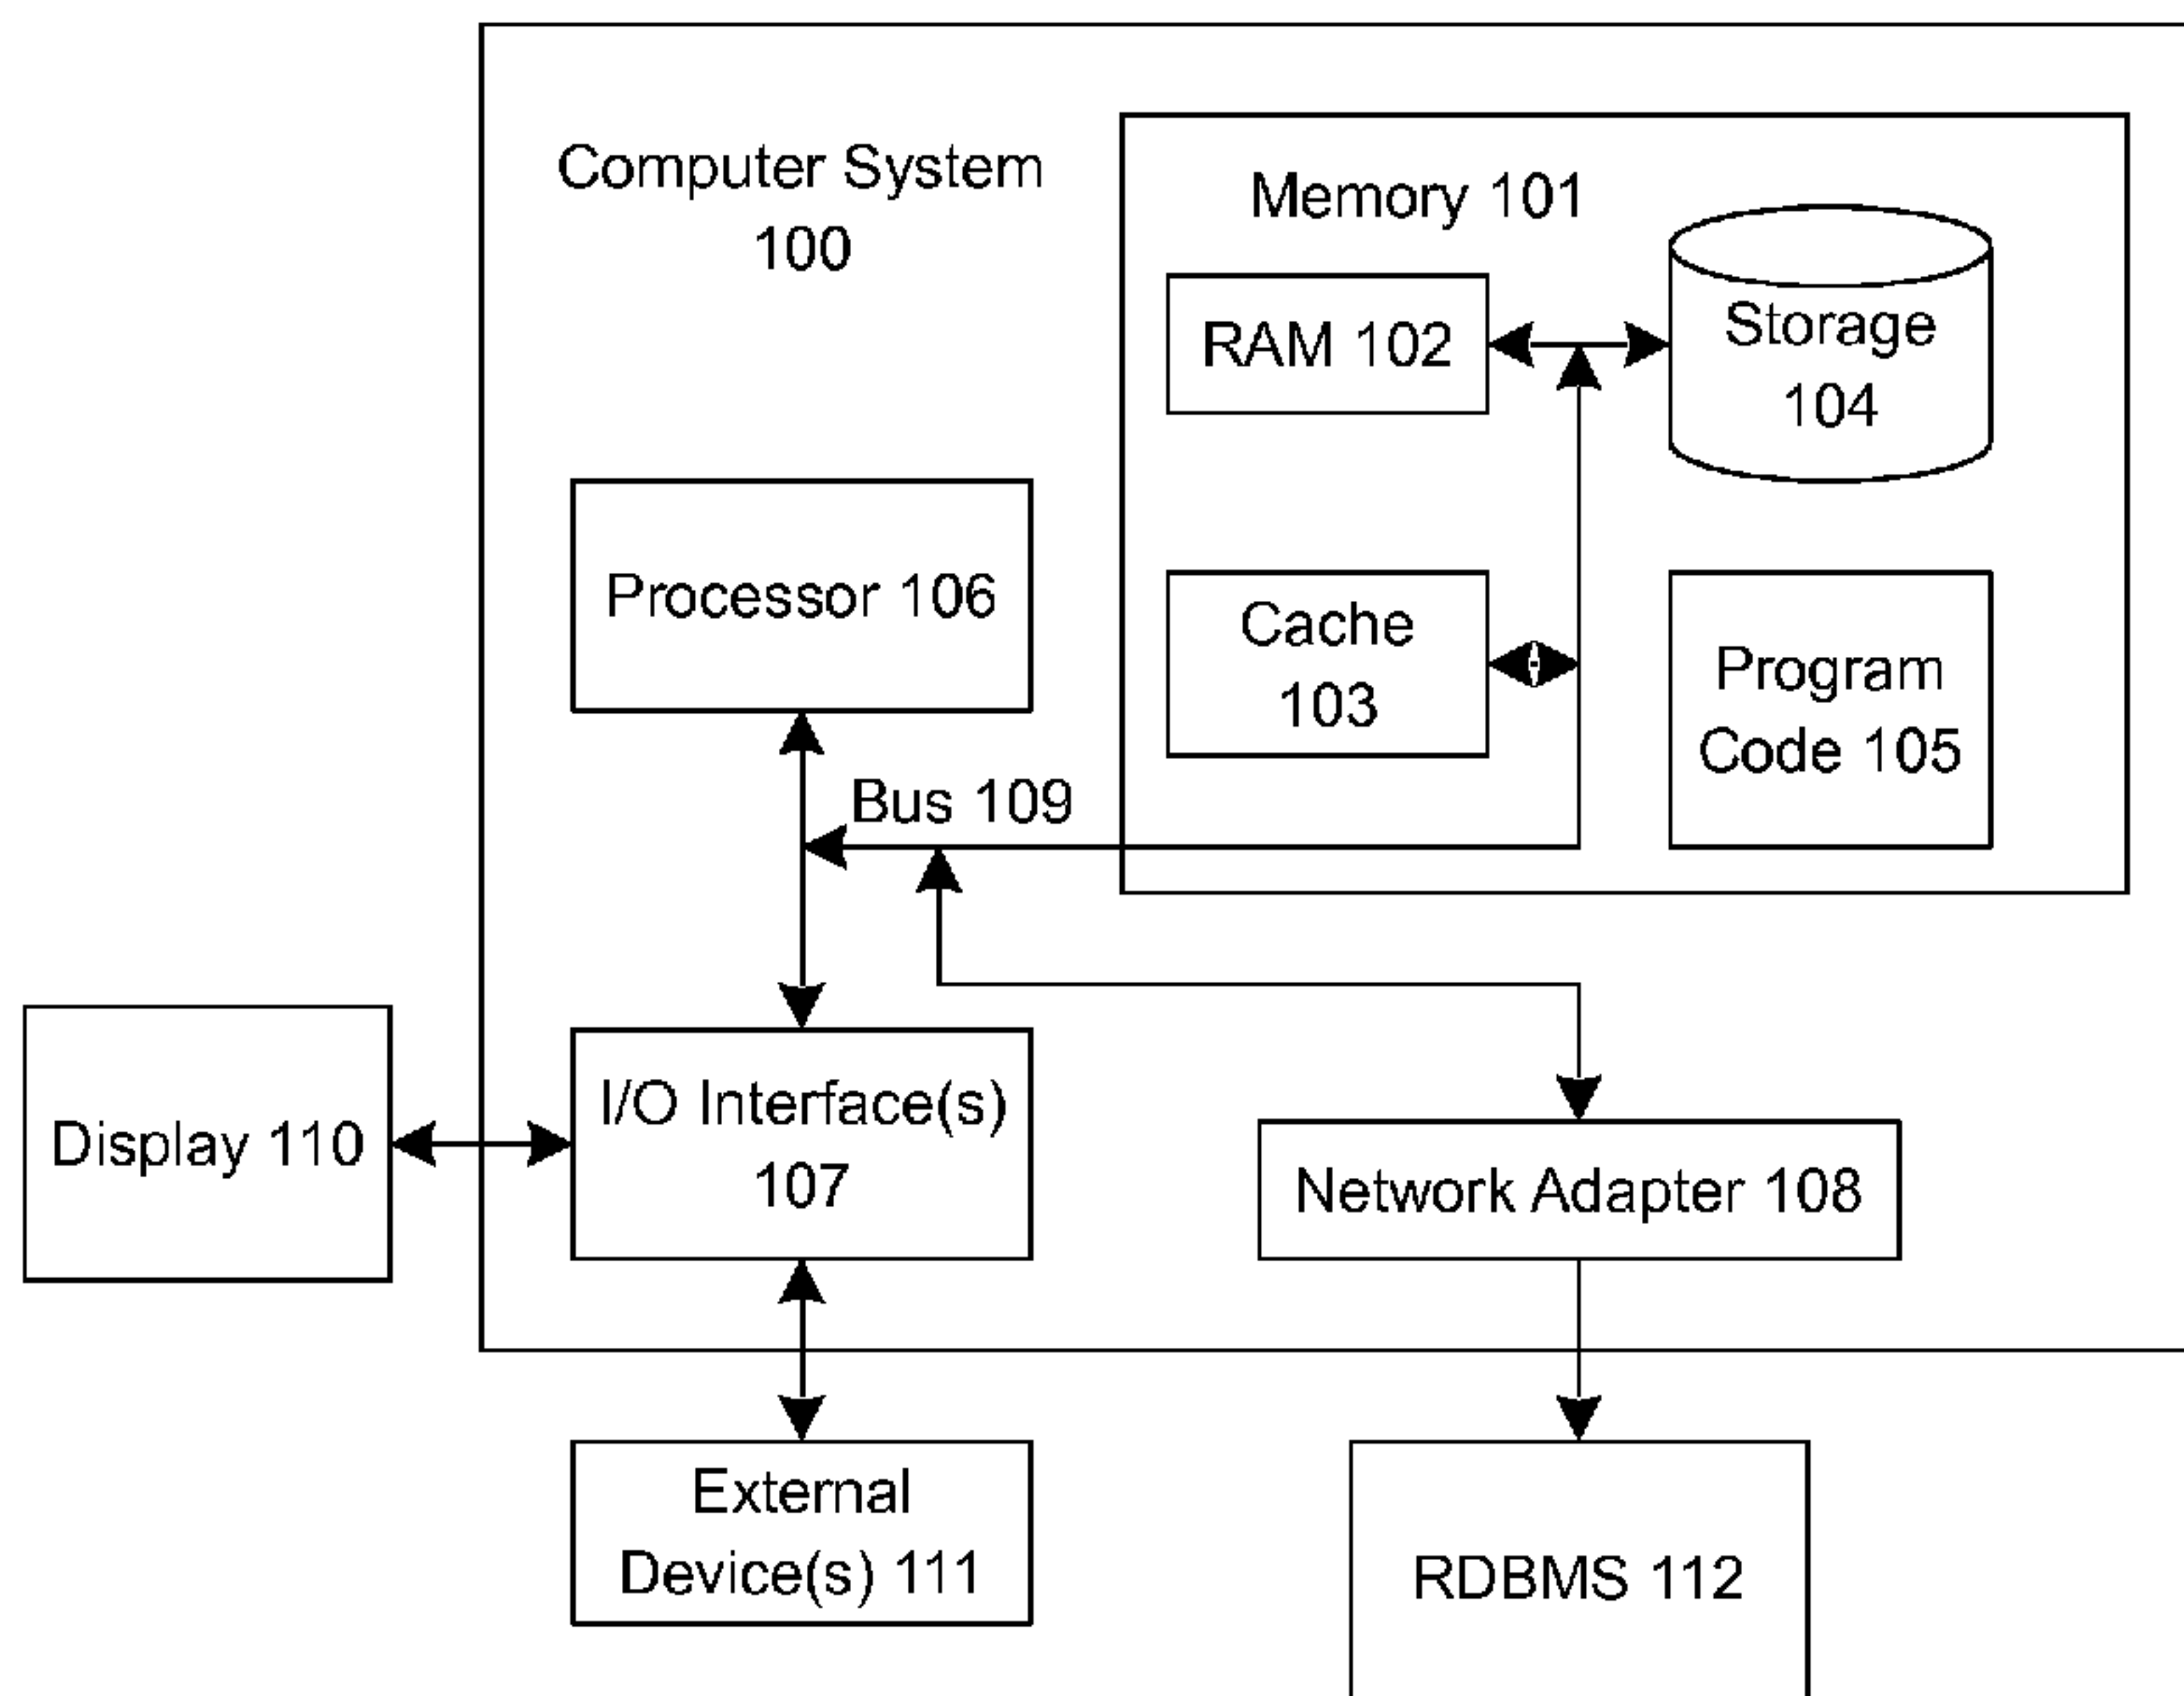 Computer System
100
Memory 101
RAM 102
Storage
104
Processor 106
Cache
103
Program
Code 105
Bus 109
Display 110
I/O Interface(s)
107
Network Adapter 108
External
Device(s) 111
RDBMS 112